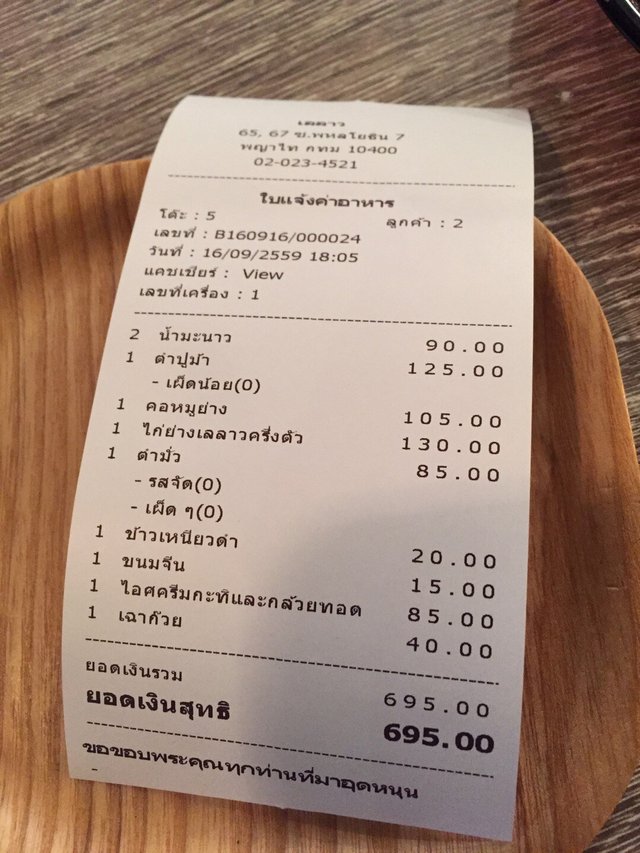 เลลาว
65, 67 ซ.พหลโยธิน 7
พญาไท กทม 10400
02-023-4521
ใบแจ้งค่าอาหาร
โต๊ะ : 5 ลูกค้า : 2
เลขที่ : B160916/000024
วันที่ : 16/09/2559 18:05
แคชเชียร์ : View
เลขที่เครื่อง : 1
2 น้ำมะนาว 90.00
1 ตำปูม้า 125.00
- เผ็ดน้อย(0)
1 คอหมูย่าง 105.00
1 ไก่ย่างเลลาวครึ่งตัว 130.00
1 ตำมั่ว 85.00
- รสจัด(0)
- เผ็ด ๆ(0)
1 ข้าวเหนียวดำ 20.00
1 ขนมจีน 15.00
1 ไอศครีมกะทิและกล้วยทอด 85.00
1 เฉาก๊วย 40.00
ยอดเงินรวม 695.00
ยอดเงินสุทธิ 695.00
ขอขอบพระคุณทุกท่านที่มาอุดหนุน
-